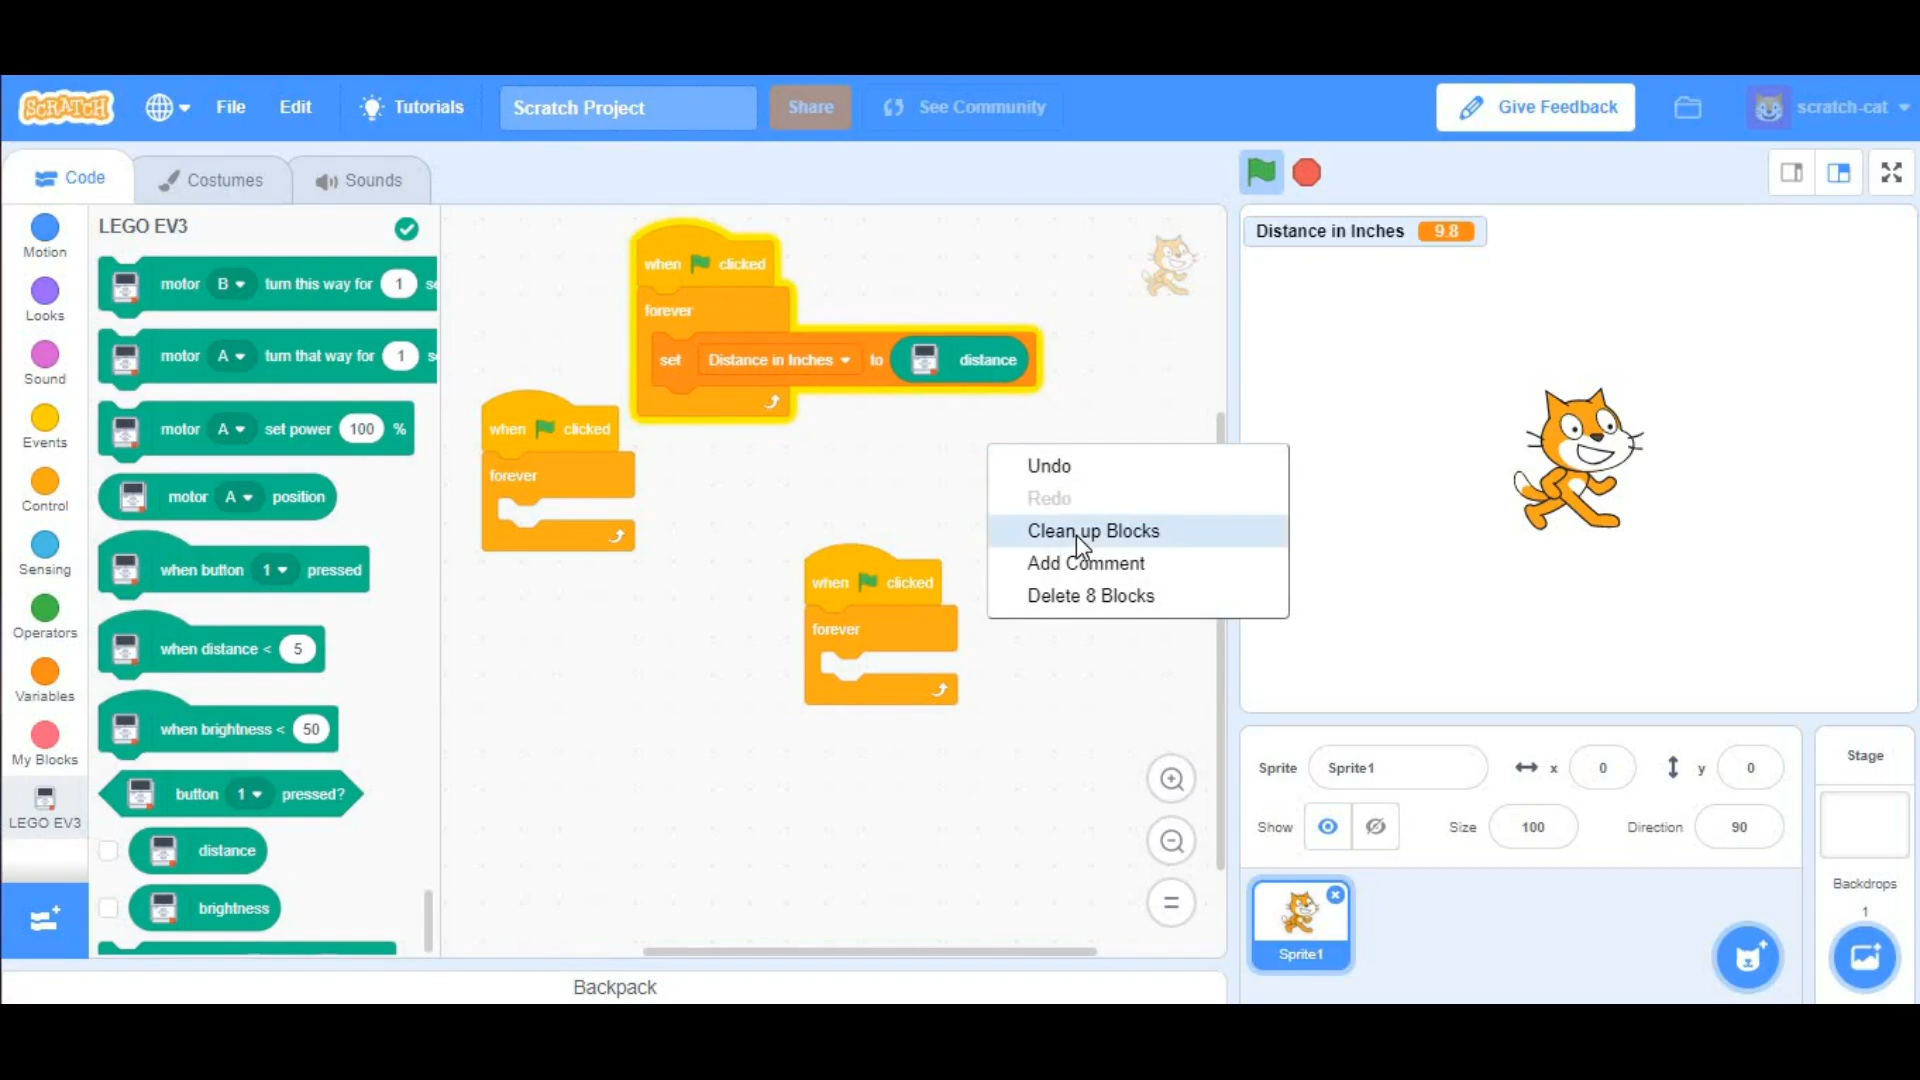 SCRATCH
File
Edit
Tutorials
Scratch Project
Share
See Community
Give Feedback
scratch-cat
Code
Costumes
Sounds
Motion
Looks
Sound
Events
Control
Sensing
Operators
Variables
My Blocks
LEGO EV3
LEGO EV3
motor B turn this way for 1 se
motor A turn that way for 1 s
motor A set power 100 %
motor A position
when button 1 pressed
when distance < 5
when brightness < 50
button 1 pressed?
distance
brightness
when clicked
forever
set Distance in Inches to distance
when clicked
forever
when clicked
forever
Undo
Redo
Clean up Blocks
Add Comment
Delete 8 Blocks
Backpack
Distance in Inches 9.8
Sprite Sprite1 x 0 y 0
Show Size 100 Direction 90
Sprite1
Stage
Backdrops
1